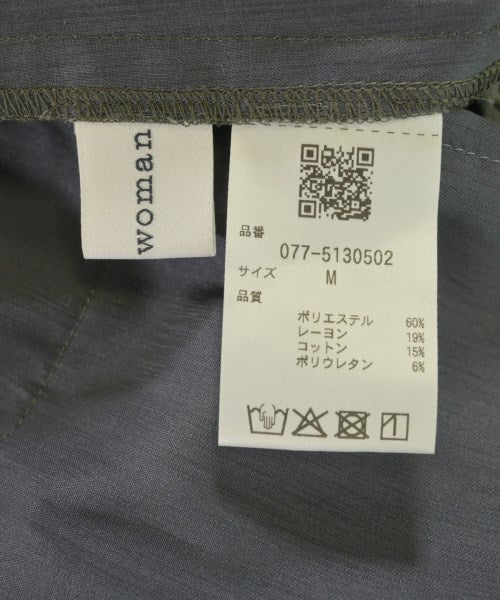 woman
品番
077-5130502
サイズ
M
品質
ポリエステル 60%
レーヨン 19%
コットン 15%
ポリウレタン 6%